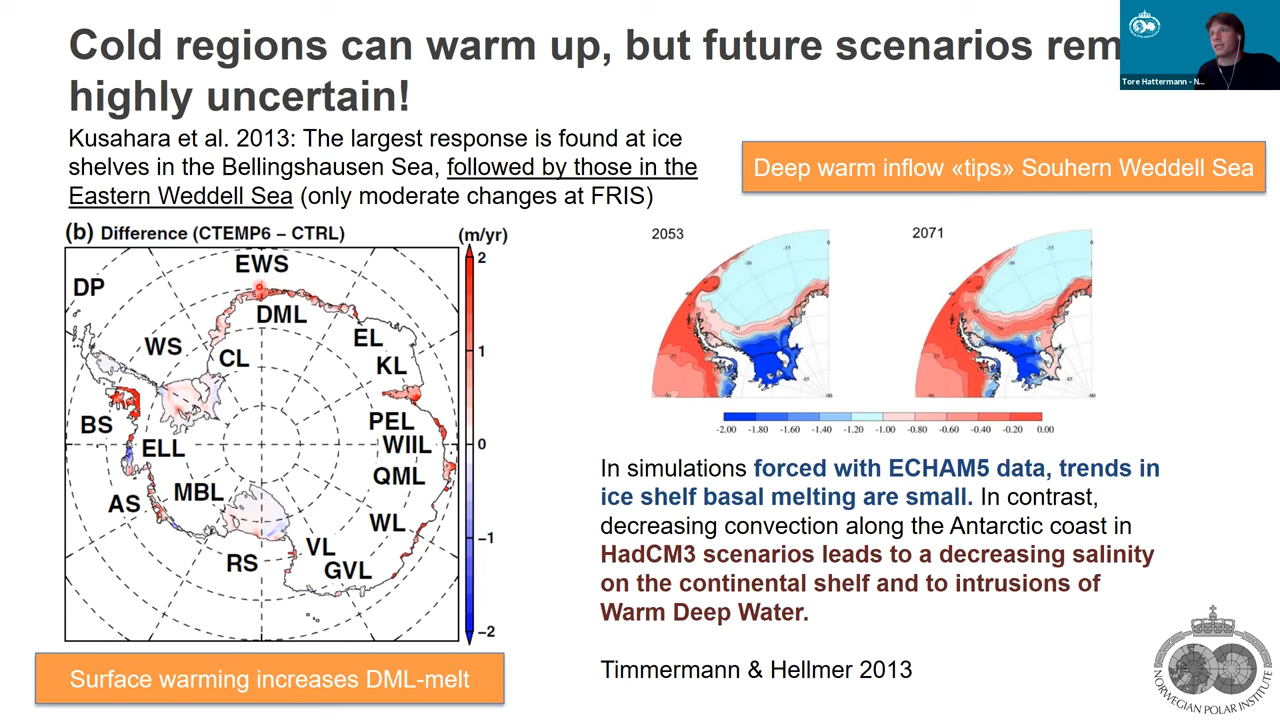 Cold regions can warm up, but future scenarios rem
highly uncertain!
Tore Hattermann - N...
Kusahara et al. 2013: The largest response is found at ice
shelves in the Bellingshausen Sea, followed by those in the
Eastern Weddell Sea (only moderate changes at FRIS)
Deep warm inflow «tips» Souhern Weddell Sea
(b) Difference (CTEMP6 − CTRL)
(m/yr)
2
1
0
−1
−2
EWS
DP
DML
EL
WS
CL
KL
BS
PEL
ELL
WIIL
QML
AS
MBL
WL
RS
VL
GVL
2053
2071
-2.00 -1.80 -1.60 -1.40 -1.20 -1.00 -0.80 -0.60 -0.40 -0.20 0.00
In simulations forced with ECHAM5 data, trends in
ice shelf basal melting are small. In contrast,
decreasing convection along the Antarctic coast in
HadCM3 scenarios leads to a decreasing salinity
on the continental shelf and to intrusions of
Warm Deep Water.
Timmermann & Hellmer 2013
Surface warming increases DML-melt
NORWEGIAN POLAR INSTITUTE